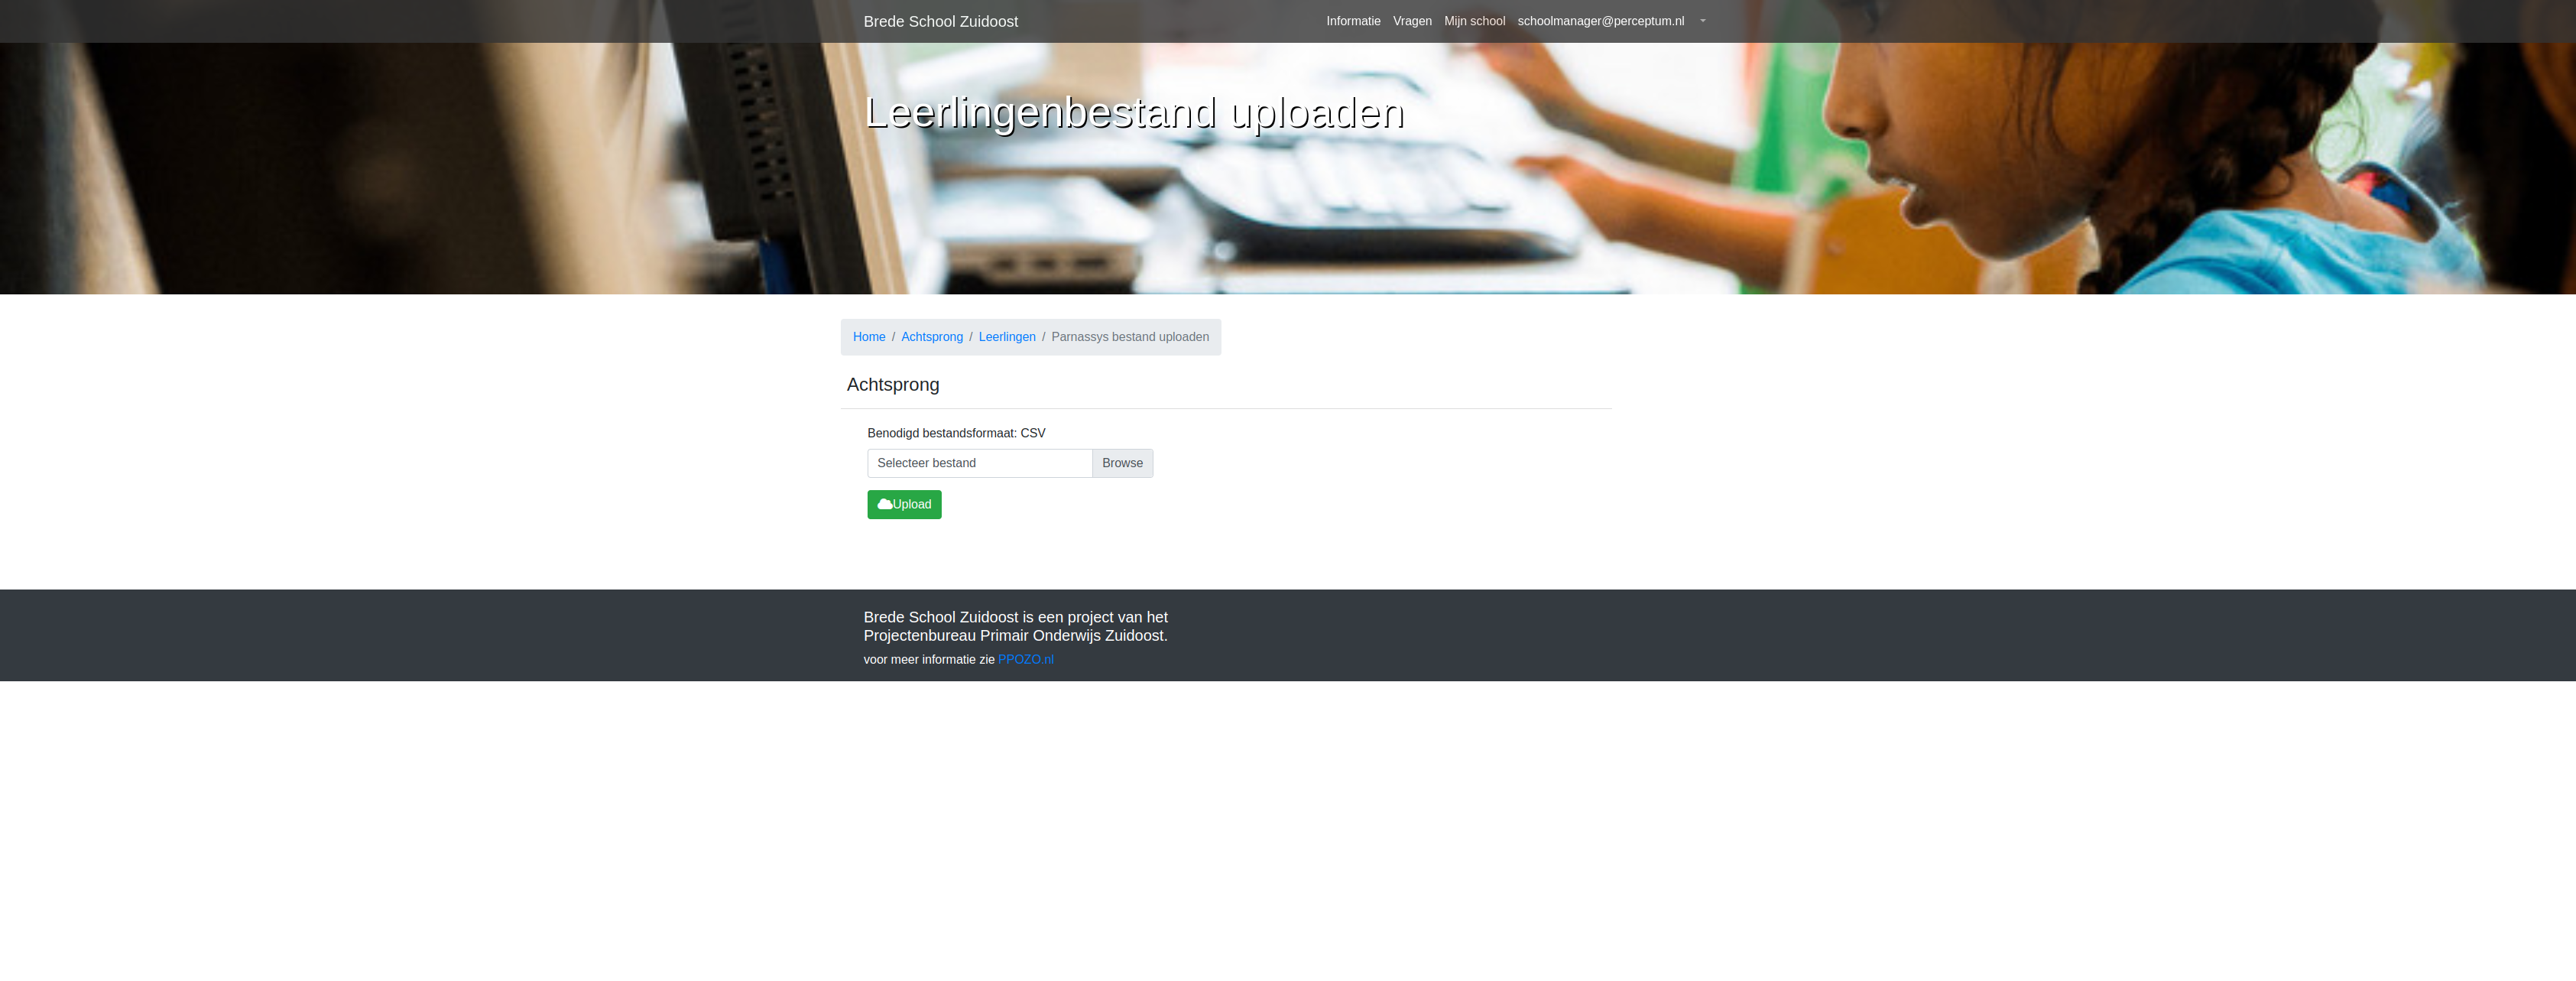 Brede School Zuidoost Informatie Vragen Mijn school schoolmanager@perceptum.nl
Leerlingenbestand uploaden
Home / Achtsprong / Leerlingen / Parnassys bestand uploaden
Achtsprong
Benodigd bestandsformaat: CSV
Selecteer bestand Browse
Upload
Brede School Zuidoost is een project van het
Projectenbureau Primair Onderwijs Zuidoost.
voor meer informatie zie PPOZO.nl